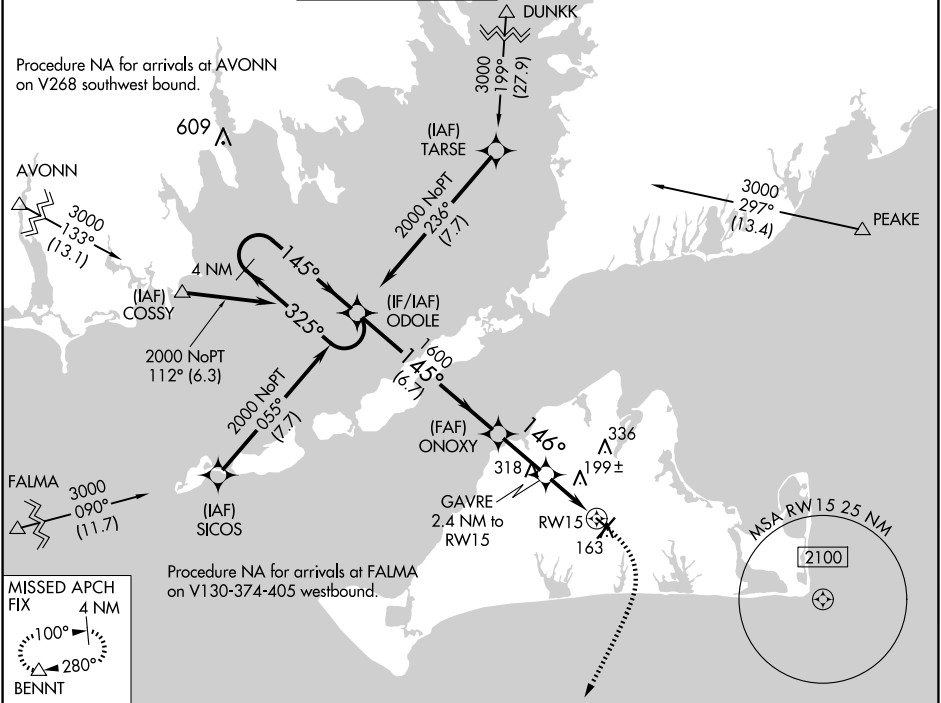 DUNKK
Procedure NA for arrivals at AVONN
on V268 southwest bound.
3000
199°
(27.9)
609
(IAF)
TARSE
AVONN
3000
133°
(13.1)
2000 NoPT
236°
(7.7)
3000
297°
(13.4)
PEAKE
4 NM
145°
(IAF)
COSSY
325°
(IF/IAF)
ODOLE
2000 NoPT
112° (6.3)
1600
145°
(6.7)
2000 NoPT
055°
(7.7)
(FAF)
ONOXY
146°
336
318
199±
FALMA
3000
090°
(11.7)
(IAF)
SICOS
GAVRE
2.4 NM to
RW15
RW15
163
MSA RW15 25 NM
2100
Procedure NA for arrivals at FALMA
on V130-374-405 westbound.
MISSED APCH
FIX
4 NM
100°
280°
BENNT